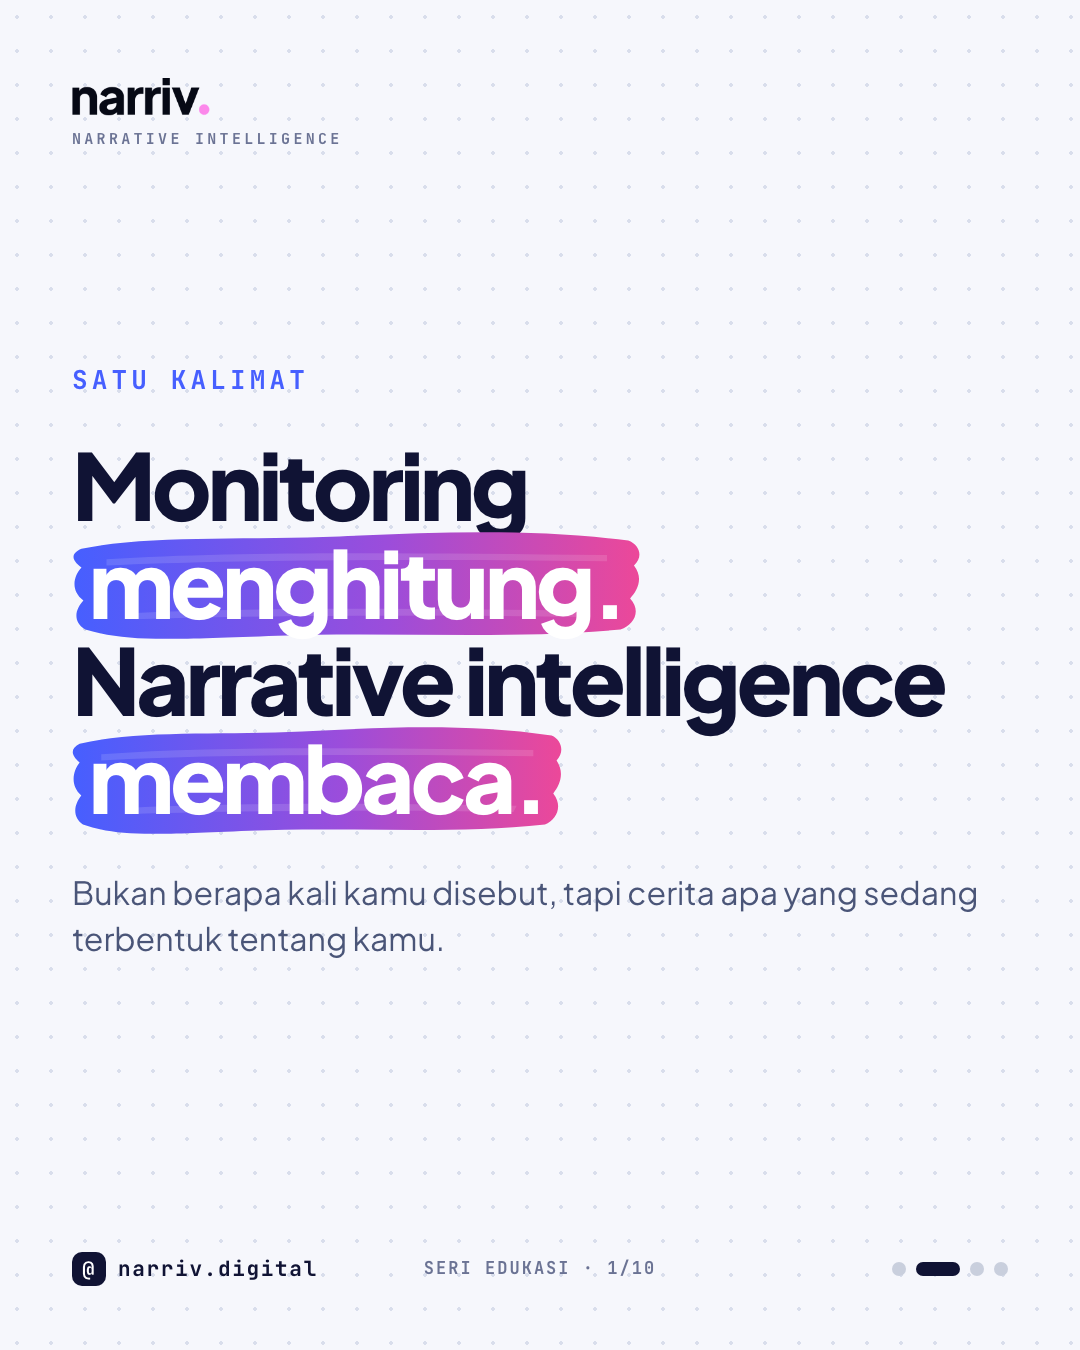 narriv.
NARRATIVE INTELLIGENCE
SATU KALIMAT
Monitoring
menghitung.
Narrative intelligence
membaca.
Bukan berapa kali kamu disebut, tapi cerita apa yang sedang
terbentuk tentang kamu.
@ narriv.digital
SERI EDUKASI · 1/10